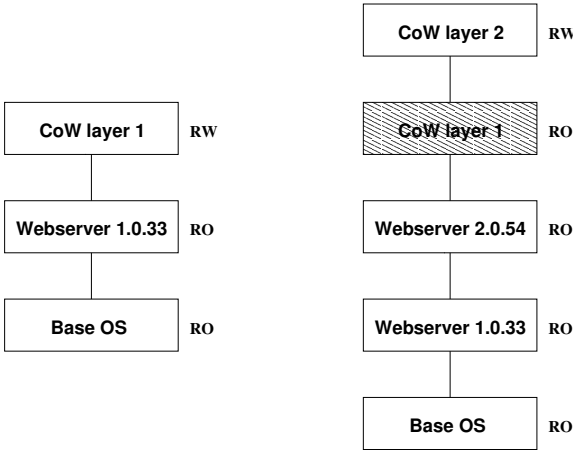 CoW layer 2 RW
CoW layer 1 RW
CoW layer 1 RO
Webserver 1.0.33 RO
Webserver 2.0.54 RO
Base OS RO
Webserver 1.0.33 RO
Base OS RO